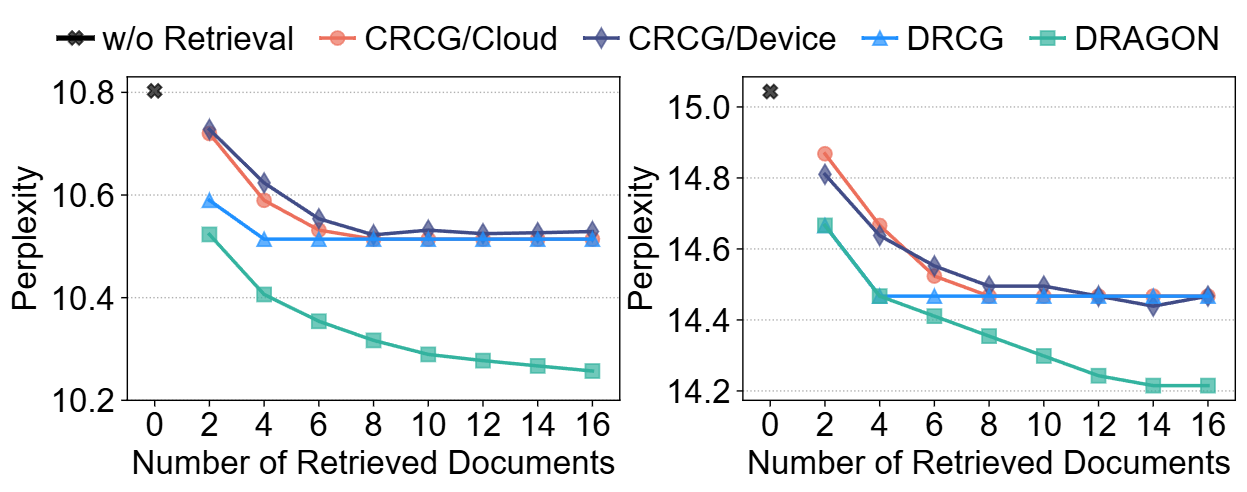 w/o Retrieval CRCG/Cloud CRCG/Device DRCG DRAGON
Perplexity
10.8
10.6
10.4
10.2
0 2 4 6 8 10 12 14 16
Number of Retrieved Documents
Perplexity
15.0
14.8
14.6
14.4
14.2
0 2 4 6 8 10 12 14 16
Number of Retrieved Documents